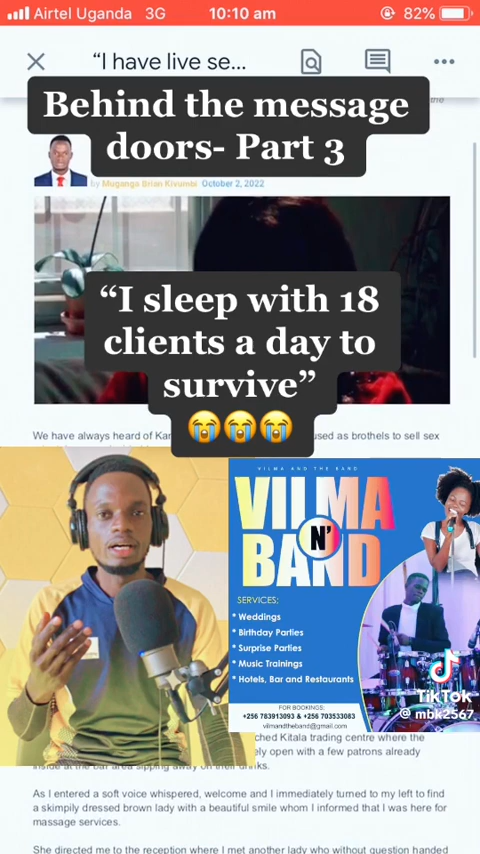 Airtel Uganda 3G 10:10 am 82%
“I have live se...
Behind the message
doors- Part 3
by Mugango Brian Kivumbi October 2, 2022
“I sleep with 18
clients a day to
survive”
😭😭😭
We have always heard of Kar used as brothels to sell sex
VILMA AND THE BAND
VILMA
N’
BAND
SERVICES:
* Weddings
* Birthday Parties
* Surprise Parties
* Music Trainings
* Hotels, Bar and Restaurants
FOR BOOKINGS:
+256 783913093 & +256 703533083
vilmandtheband@gmail.com
TikTok
@ mbk2567
ched Kitala trading centre where the
ely open with a few patrons already
inside at the bar area sipping away on their drinks.
As I entered a soft voice whispered, welcome and I immediately turned to my left to find
a skimpily dressed brown lady with a beautiful smile whom I informed that I was here for
massage services.
She directed me to the reception where I met another lady who without question handed